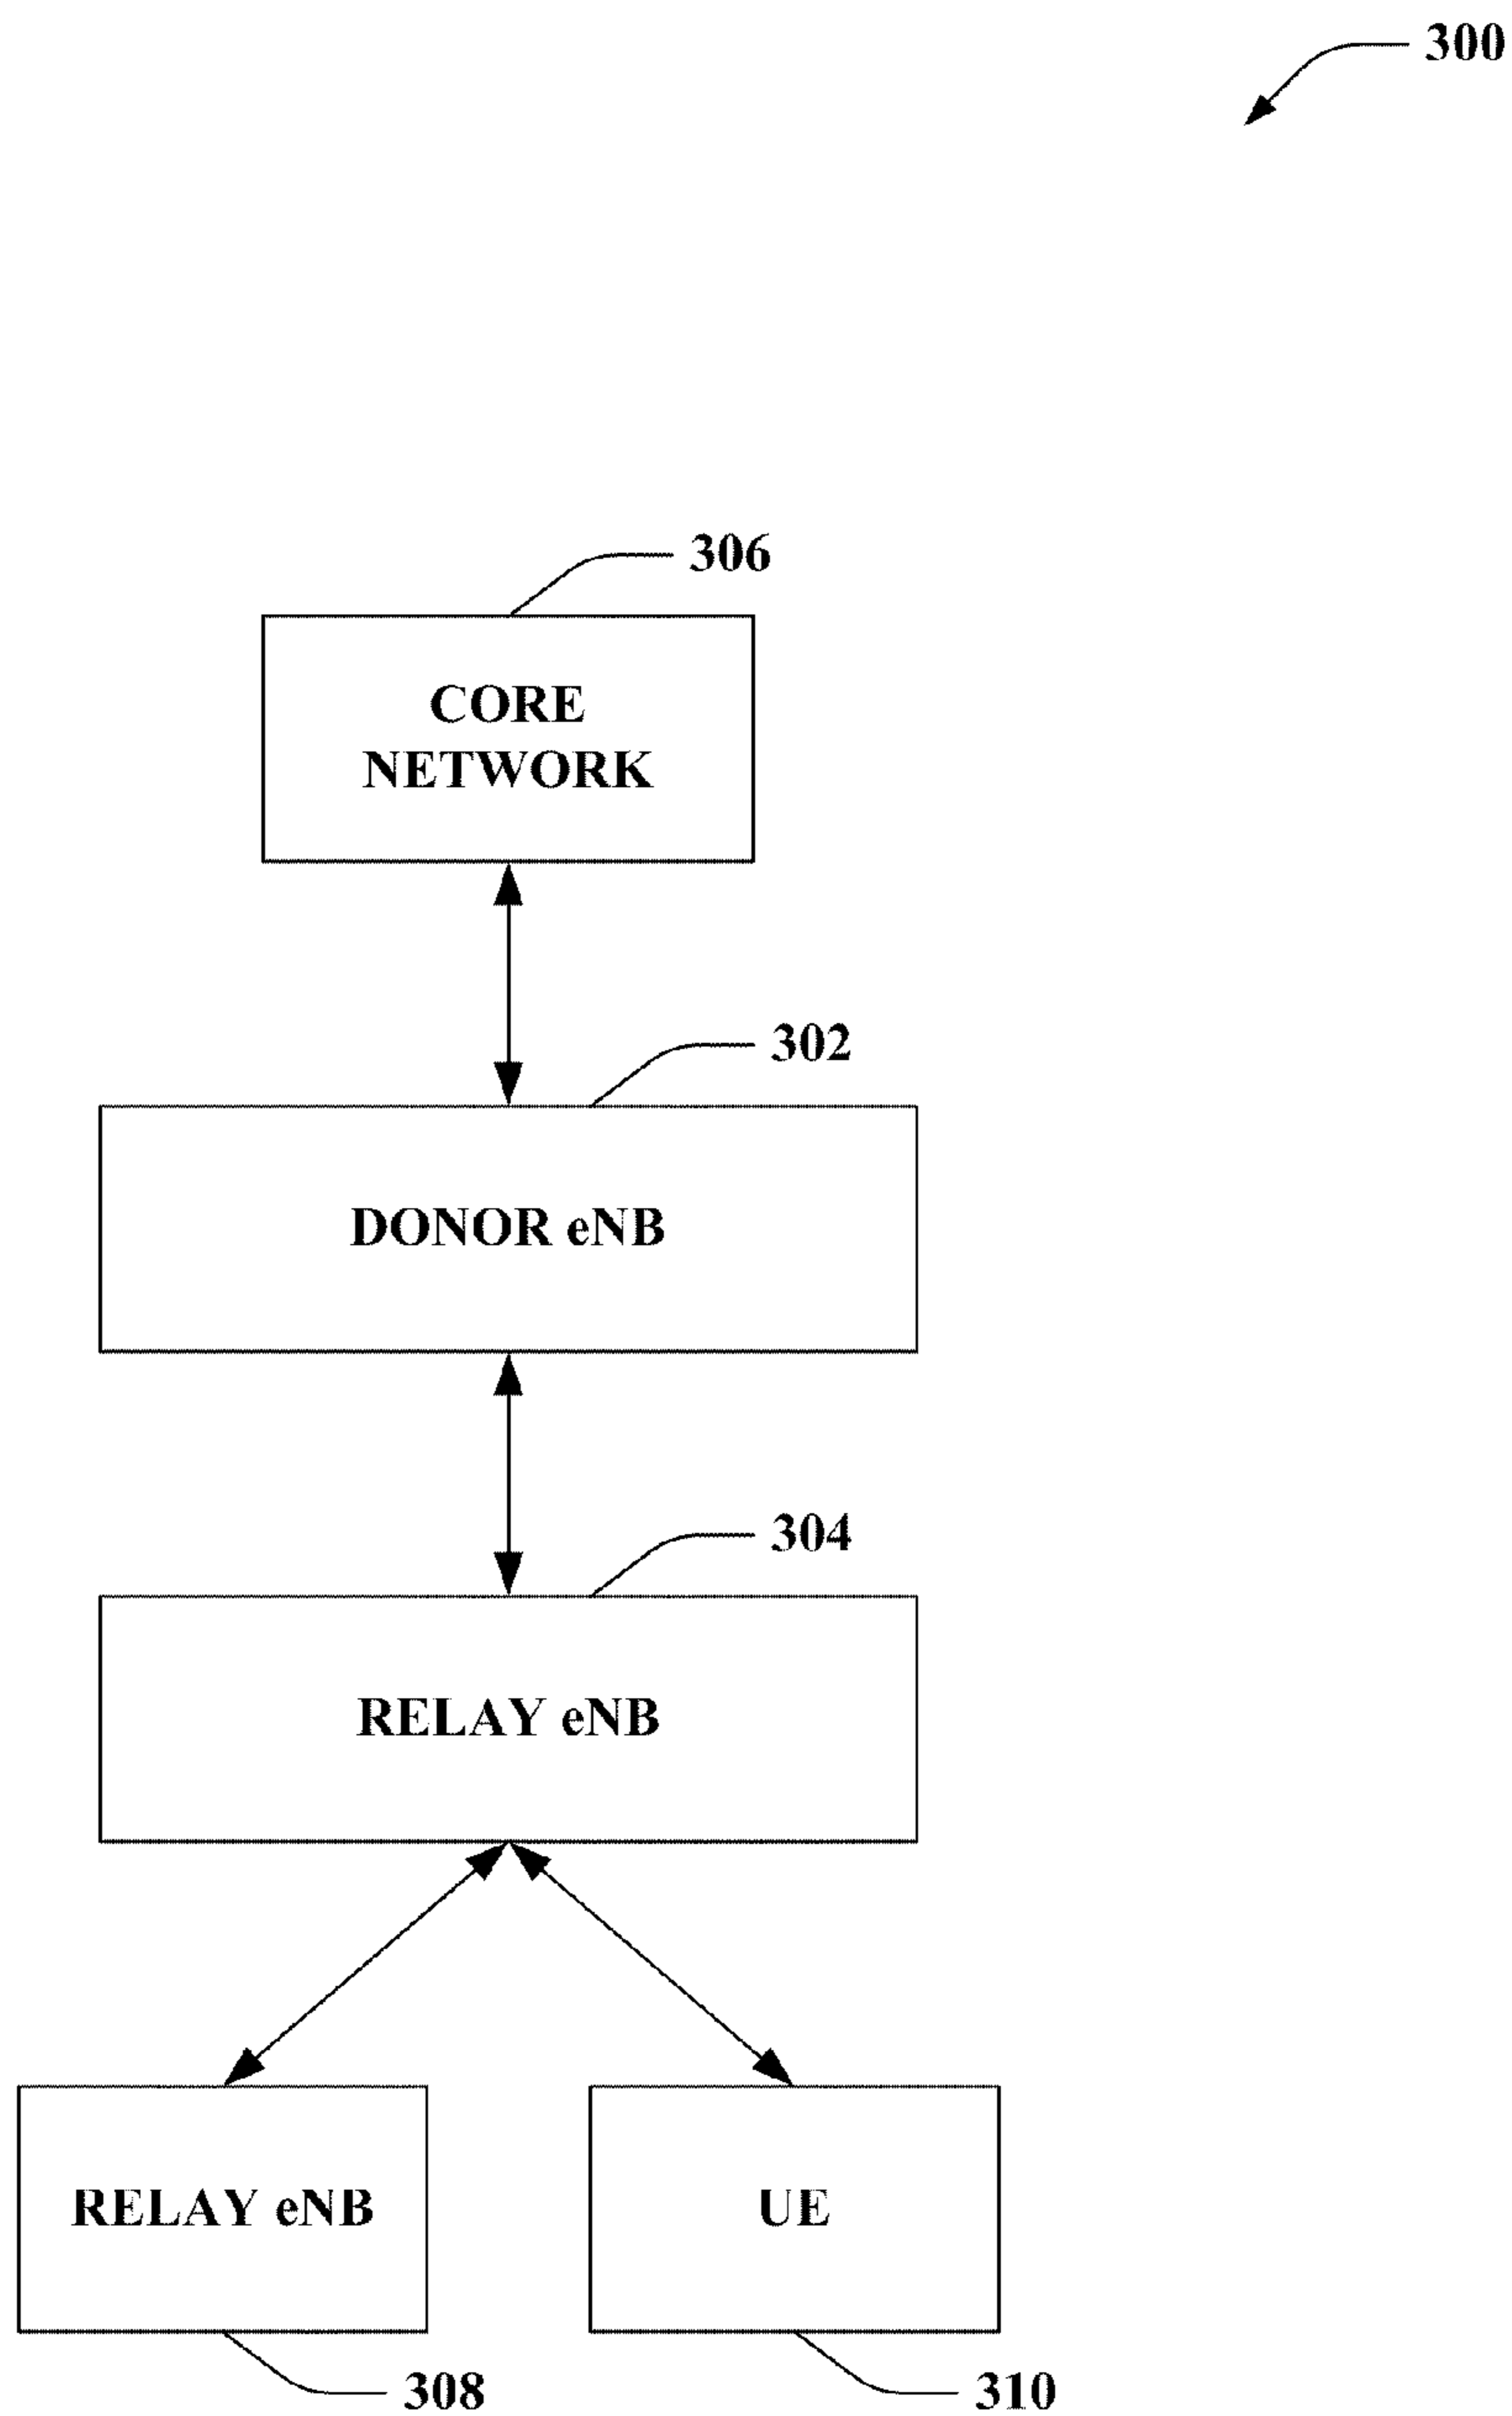 300
306
CORE
NETWORK
302
DONOR eNB
304
RELAY eNB
RELAY eNB
UE
308
310